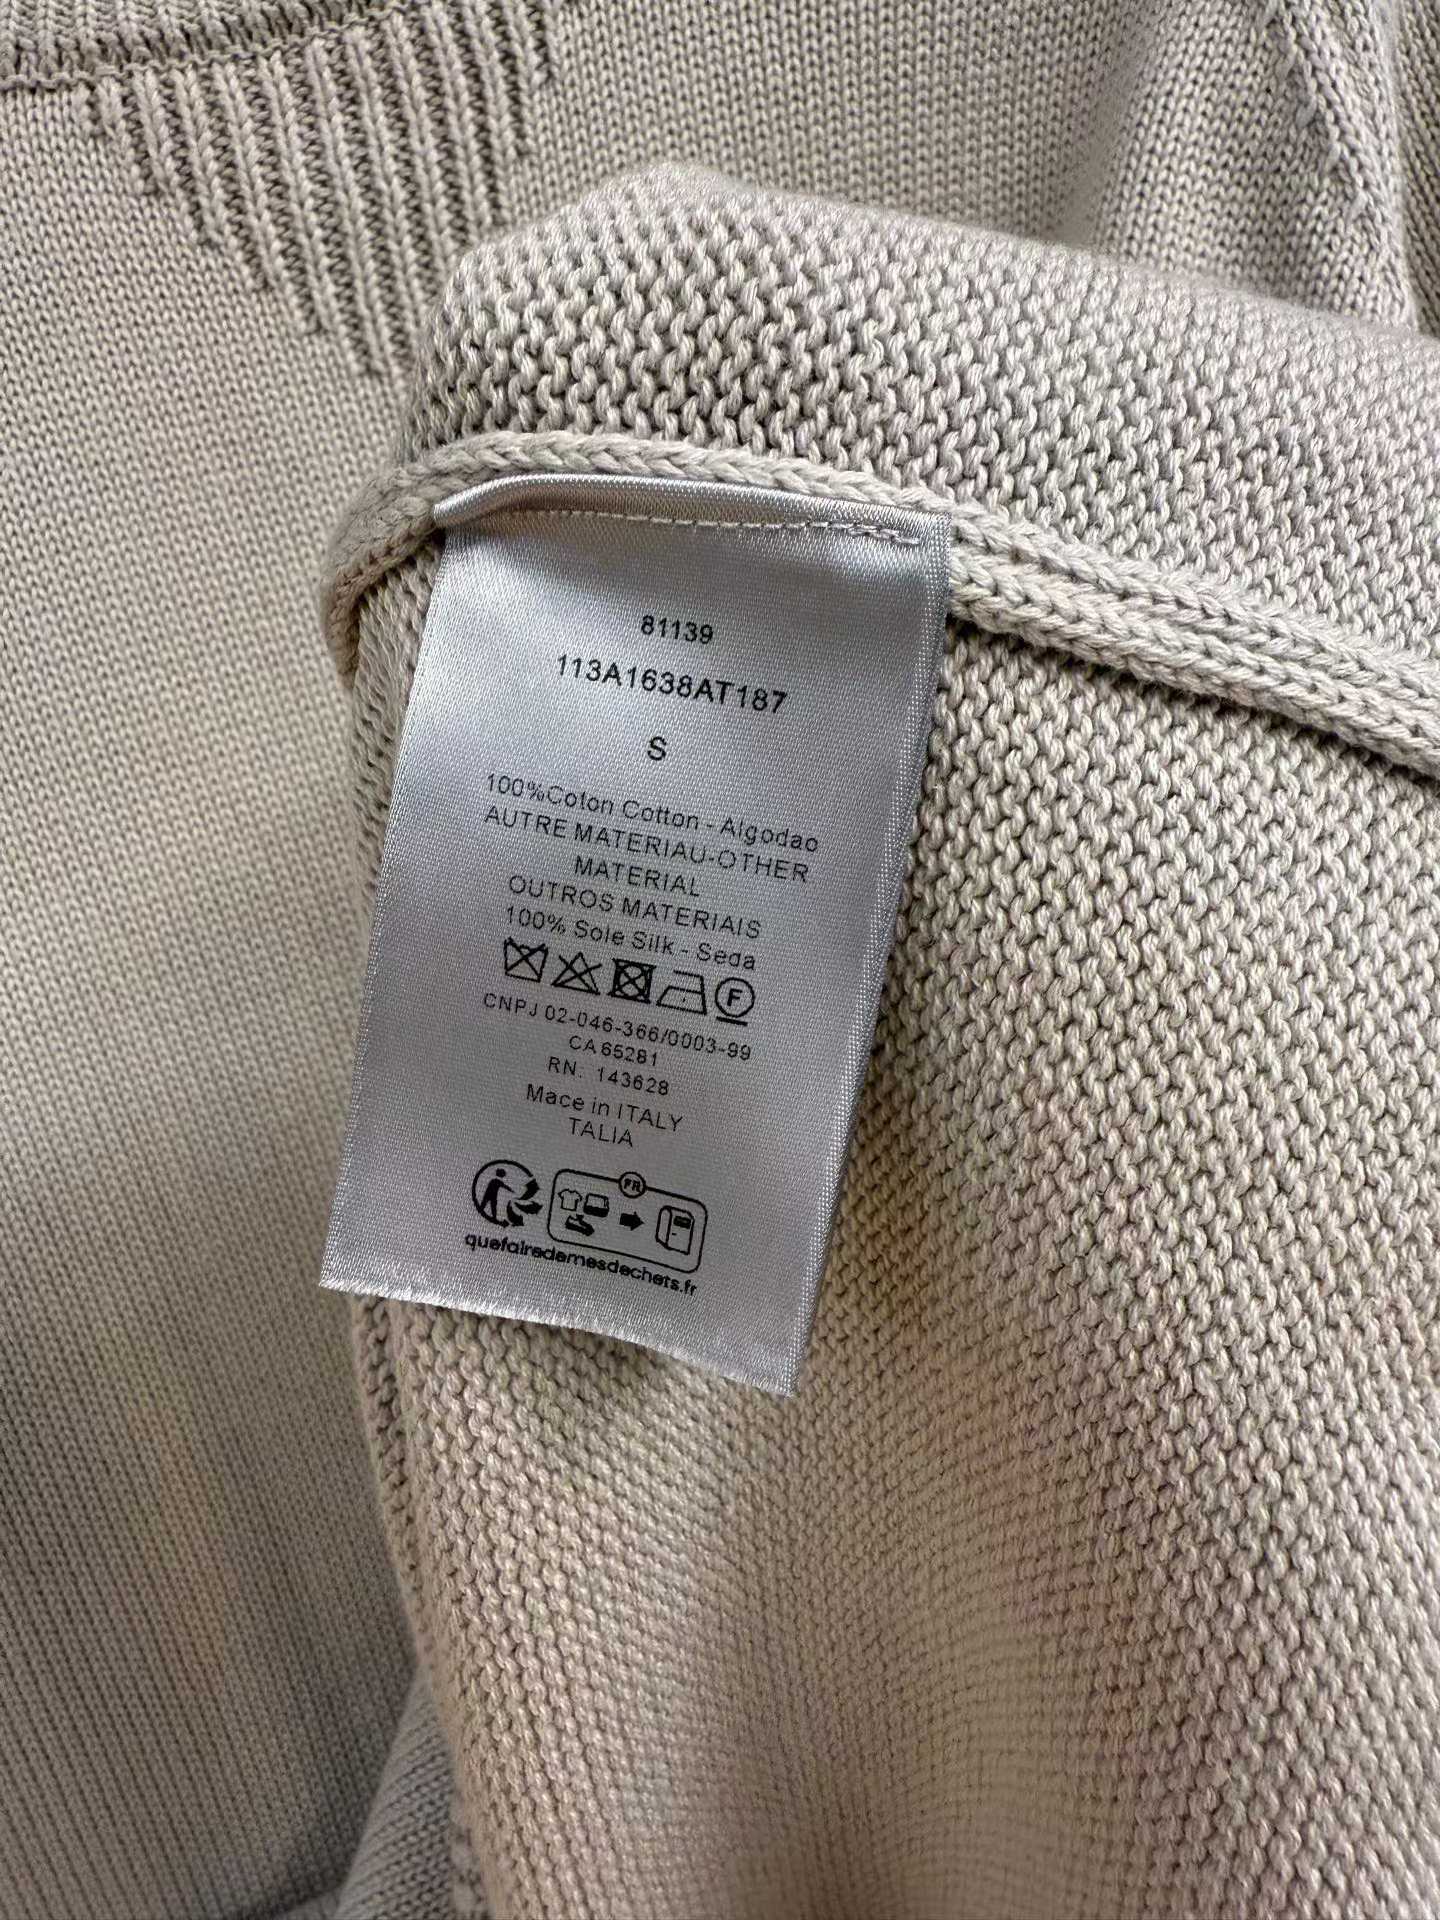 81139
113A1638AT187
S
100%Coton Cotton - Algodao
AUTRE MATERIAU-OTHER
MATERIAL
OUTROS MATERIAIS
100% Sole Silk - Seda
F
CNPJ 02-046-366/0003-99
CA 65281
RN: 143628
Mace in ITALY
TALIA
FR
quefairedemesdechets.fr